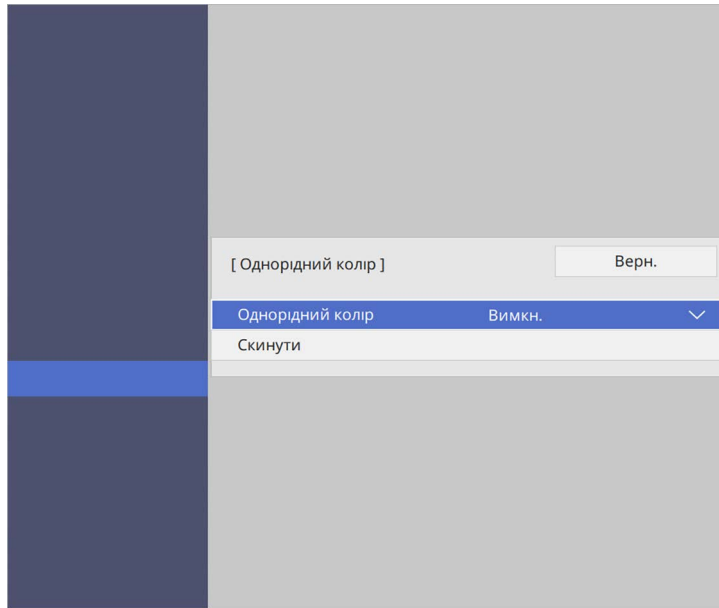 [ Однорідний колір ] Верн.
Однорідний колір Вимкн.
Скинути